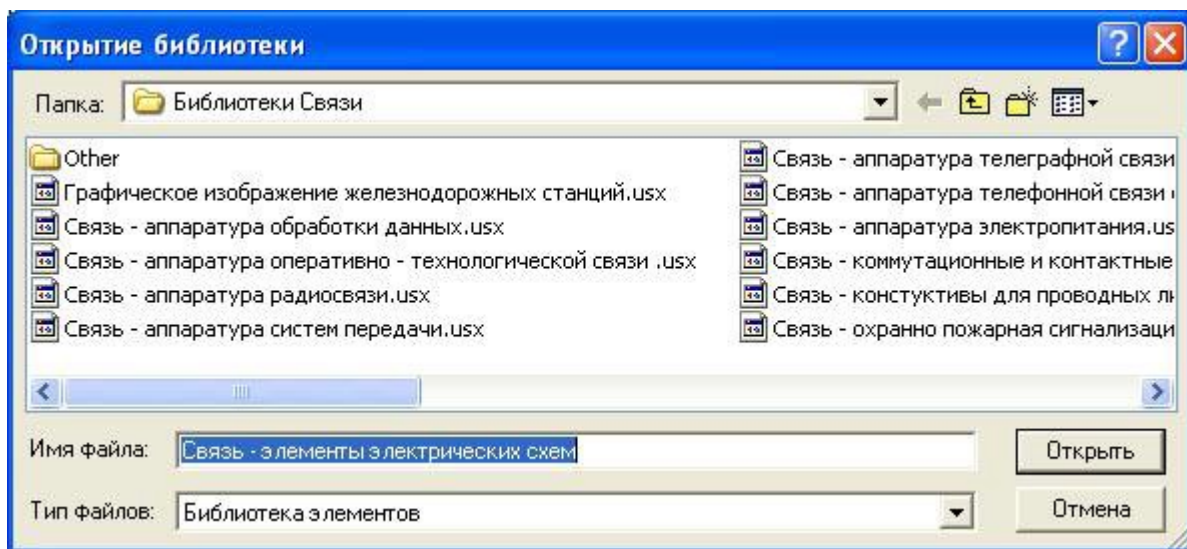 Открытие библиотеки
Папка: Библиотеки Связи
Other
Графическое изображение железнодорожных станций.usx
Связь - аппаратура обработки данных.usx
Связь - аппаратура оперативно - технологической связи .usx
Связь - аппаратура радиосвязи.usx
Связь - аппаратура систем передачи.usx
Связь - аппаратура телеграфной связи
Связь - аппаратура телефонной связи
Связь - аппаратура электропитания.us
Связь - коммутационные и контактные
Связь - констуктивы для проводных
Связь - охранно пожарная сигнализаци
Имя файла: Связь - элементы электрических схем
Открыть
Тип файлов: Библиотека элементов
Отмена